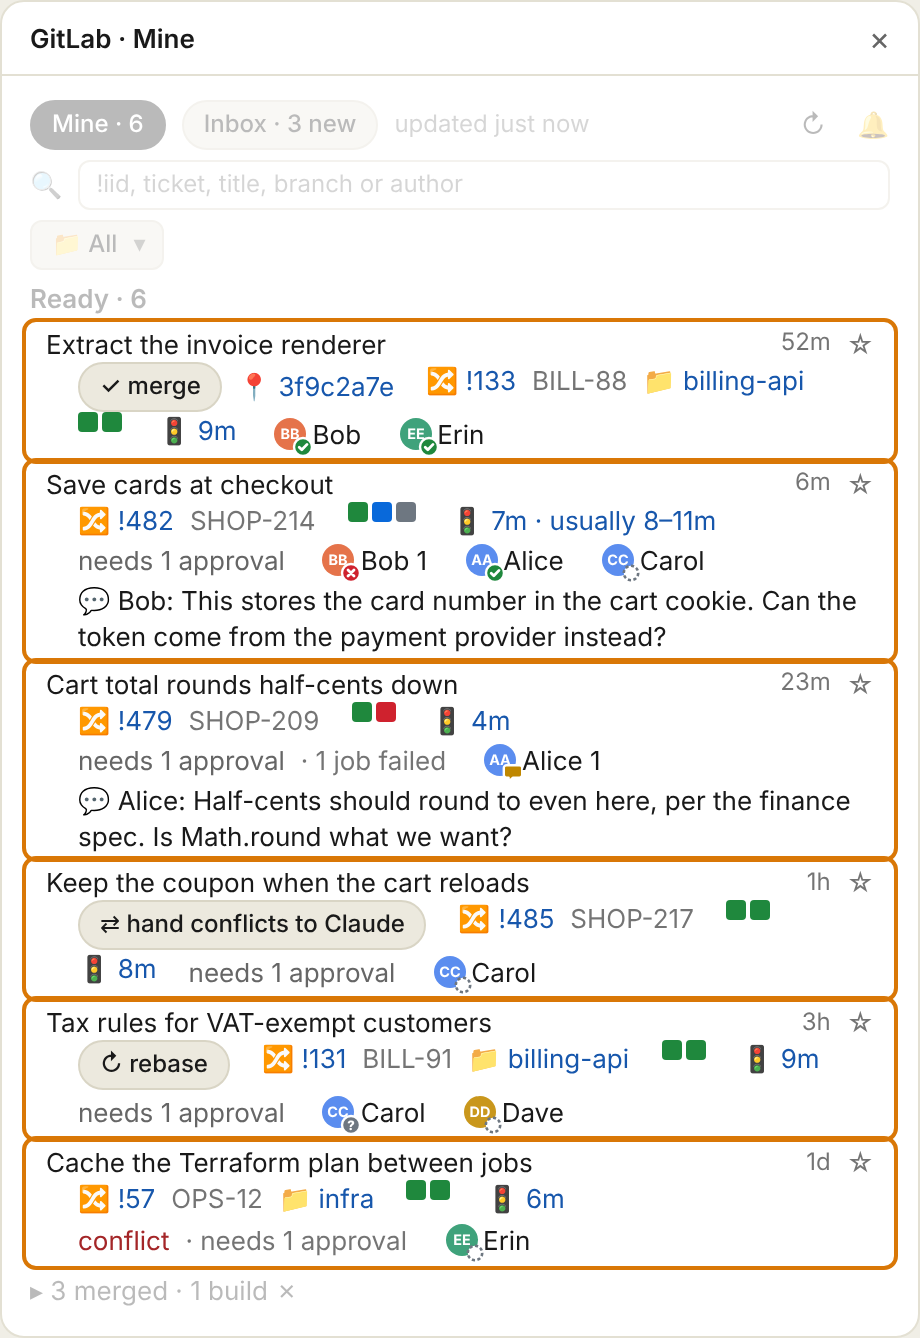 GitLab · Mine ×
Mine · 6 Inbox · 3 new updated just now ↻ 🔔
🔍 !iid, ticket, title, branch or author
📁 All ▾
Ready · 6
Extract the invoice renderer 52m ☆
✓ merge 📍 3f9c2a7e 🔀 !133 BILL-88 📁 billing-api
🚦 9m BB Bob EE Erin
Save cards at checkout 6m ☆
🔀 !482 SHOP-214 🚦 7m · usually 8–11m
needs 1 approval BB Bob 1 AA Alice CC Carol
💬 Bob: This stores the card number in the cart cookie. Can the
token come from the payment provider instead?
Cart total rounds half-cents down 23m ☆
🔀 !479 SHOP-209 🚦 4m
needs 1 approval · 1 job failed AA Alice 1
💬 Alice: Half-cents should round to even here, per the finance
spec. Is Math.round what we want?
Keep the coupon when the cart reloads 1h ☆
⇄ hand conflicts to Claude 🔀 !485 SHOP-217
🚦 8m needs 1 approval CC Carol
Tax rules for VAT-exempt customers 3h ☆
↻ rebase 🔀 !131 BILL-91 📁 billing-api 🚦 9m
needs 1 approval CC ? Carol DD Dave
Cache the Terraform plan between jobs 1d ☆
🔀 !57 OPS-12 📁 infra 🚦 6m
conflict · needs 1 approval EE Erin
▸ 3 merged · 1 build ×